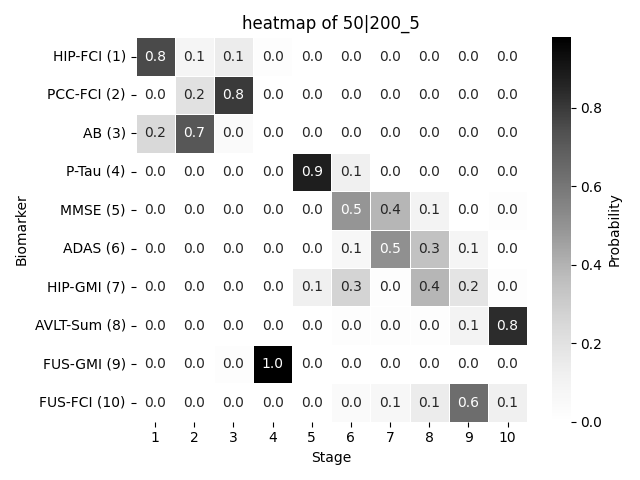 heatmap of 50|200_5
HIP-FCI (1) 0.8 0.1 0.1 0.0 0.0 0.0 0.0 0.0 0.0 0.0
PCC-FCI (2) 0.0 0.2 0.8 0.0 0.0 0.0 0.0 0.0 0.0 0.0
AB (3) 0.2 0.7 0.0 0.0 0.0 0.0 0.0 0.0 0.0 0.0
P-Tau (4) 0.0 0.0 0.0 0.0 0.9 0.1 0.0 0.0 0.0 0.0
MMSE (5) 0.0 0.0 0.0 0.0 0.0 0.5 0.4 0.1 0.0 0.0
ADAS (6) 0.0 0.0 0.0 0.0 0.0 0.1 0.5 0.3 0.1 0.0
HIP-GMI (7) 0.0 0.0 0.0 0.0 0.1 0.3 0.0 0.4 0.2 0.0
AVLT-Sum (8) 0.0 0.0 0.0 0.0 0.0 0.0 0.0 0.0 0.1 0.8
FUS-GMI (9) 0.0 0.0 0.0 1.0 0.0 0.0 0.0 0.0 0.0 0.0
FUS-FCI (10) 0.0 0.0 0.0 0.0 0.0 0.0 0.1 0.1 0.6 0.1
1 2 3 4 5 6 7 8 9 10
Stage
Biomarker
0.8
0.6
0.4
0.2
0.0
Probability